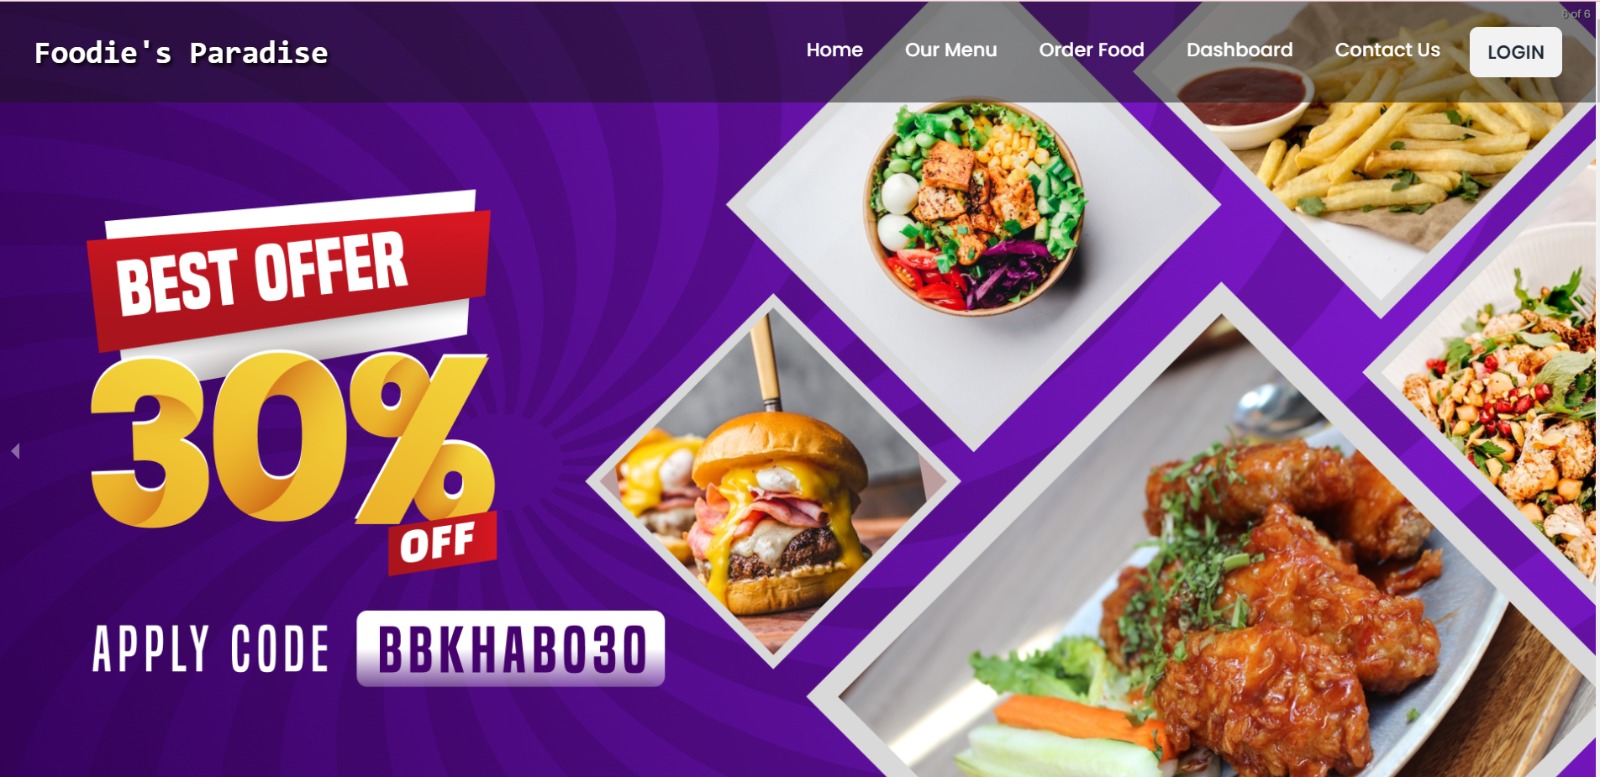 6 of 6
Foodie's Paradise
Home Our Menu Order Food Dashboard Contact Us LOGIN
BEST OFFER
30%
OFF
APPLY CODE BBKHAB030